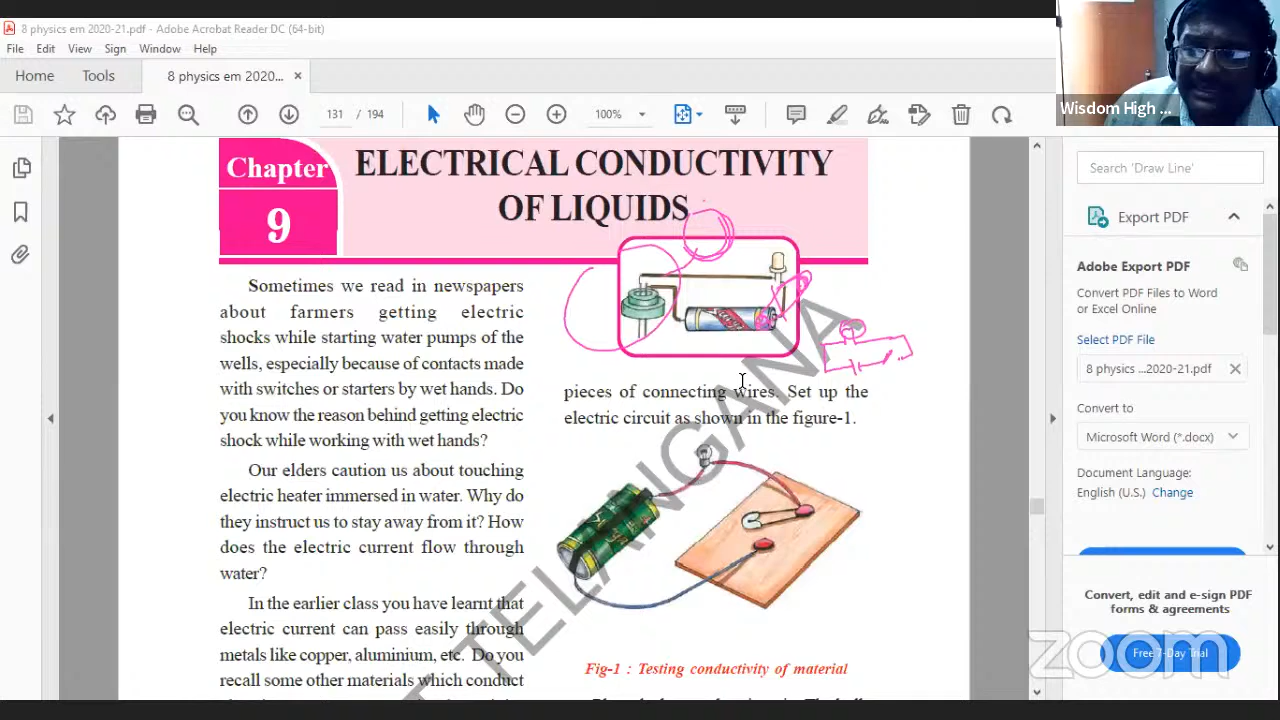 8 physics em 2020-21.pdf - Adobe Acrobat Reader DC (64-bit)
File Edit View Sign Window Help
Home Tools 8 physics em 2020... ×
131 / 194 100%
Wisdom High ...
Chapter
9
ELECTRICAL CONDUCTIVITY
OF LIQUIDS
Sometimes we read in newspapers
about farmers getting electric
shocks while starting water pumps of the
wells, especially because of contacts made
with switches or starters by wet hands. Do
you know the reason behind getting electric
shock while working with wet hands?
Our elders caution us about touching
electric heater immersed in water. Why do
they instruct us to stay away from it? How
does the electric current flow through
water?
In the earlier class you have learnt that
electric current can pass easily through
metals like copper, aluminium, etc. Do you
recall some other materials which conduct
pieces of connecting wires. Set up the
electric circuit as shown in the figure-1.
Fig-1 : Testing conductivity of material
TELANGANA
Search 'Draw Line'
Export PDF
Adobe Export PDF
Convert PDF Files to Word
or Excel Online
Select PDF File
8 physics ...2020-21.pdf
Convert to
Microsoft Word (*.docx)
Document Language:
English (U.S.) Change
Convert, edit and e-sign PDF
forms & agreements
Free 7-Day Trial
zoom